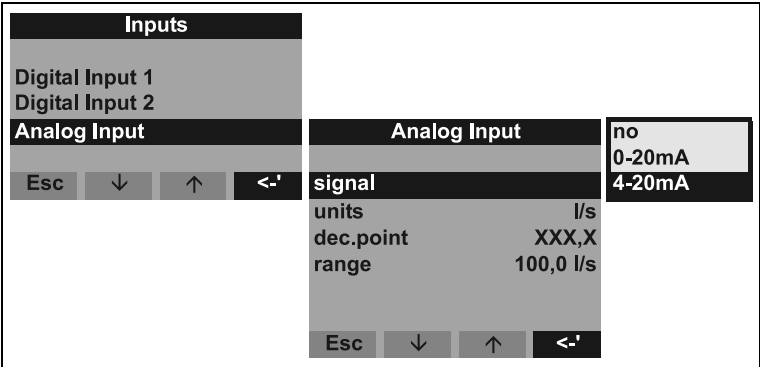 Inputs
Digital Input 1
Digital Input 2
Analog Input
Esc ↓ ↑ <-'
Analog Input
signal
units l/s
dec.point XXX,X
range 100,0 l/s
Esc ↓ ↑ <-'
no
0-20mA
4-20mA